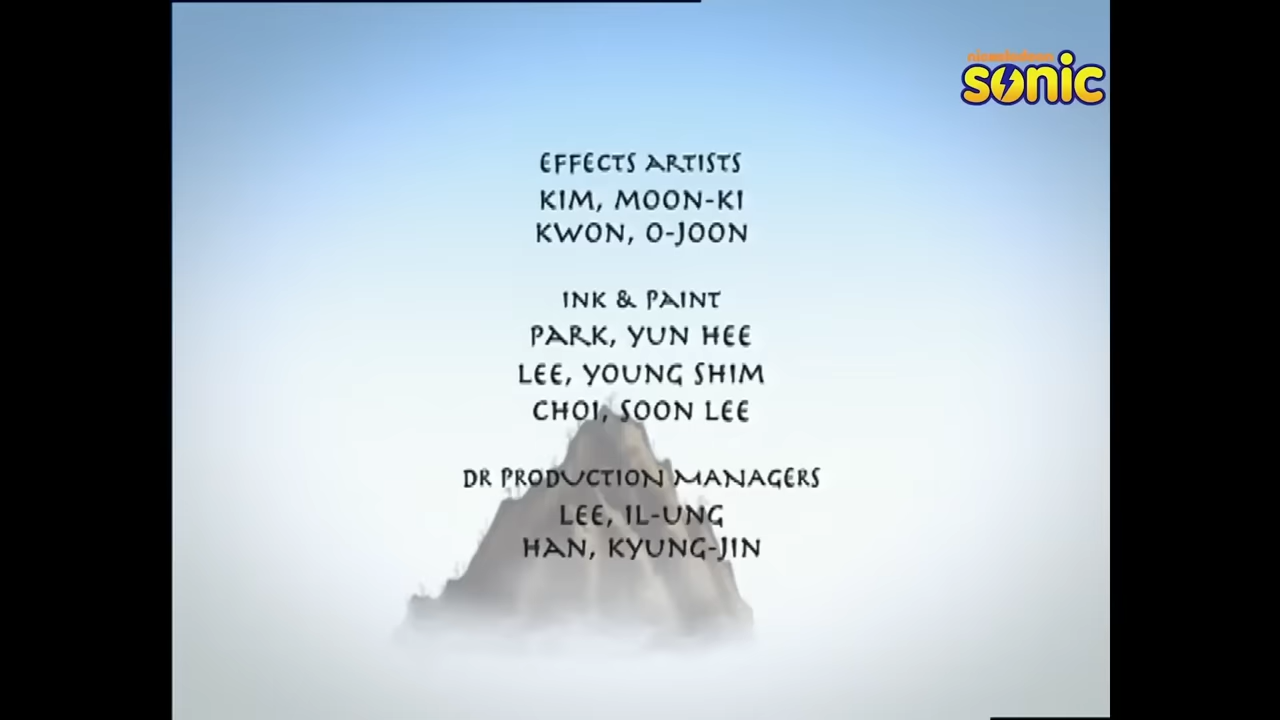 nickelodeon
sonic
EFFECTS ARTISTS
KIM, MOON-KI
KWON, O-JOON
INK & PAINT
PARK, YUN HEE
LEE, YOUNG SHIM
CHOI, SOON LEE
DR PRODUCTION MANAGERS
LEE, IL-UNG
HAN, KYUNG-JIN